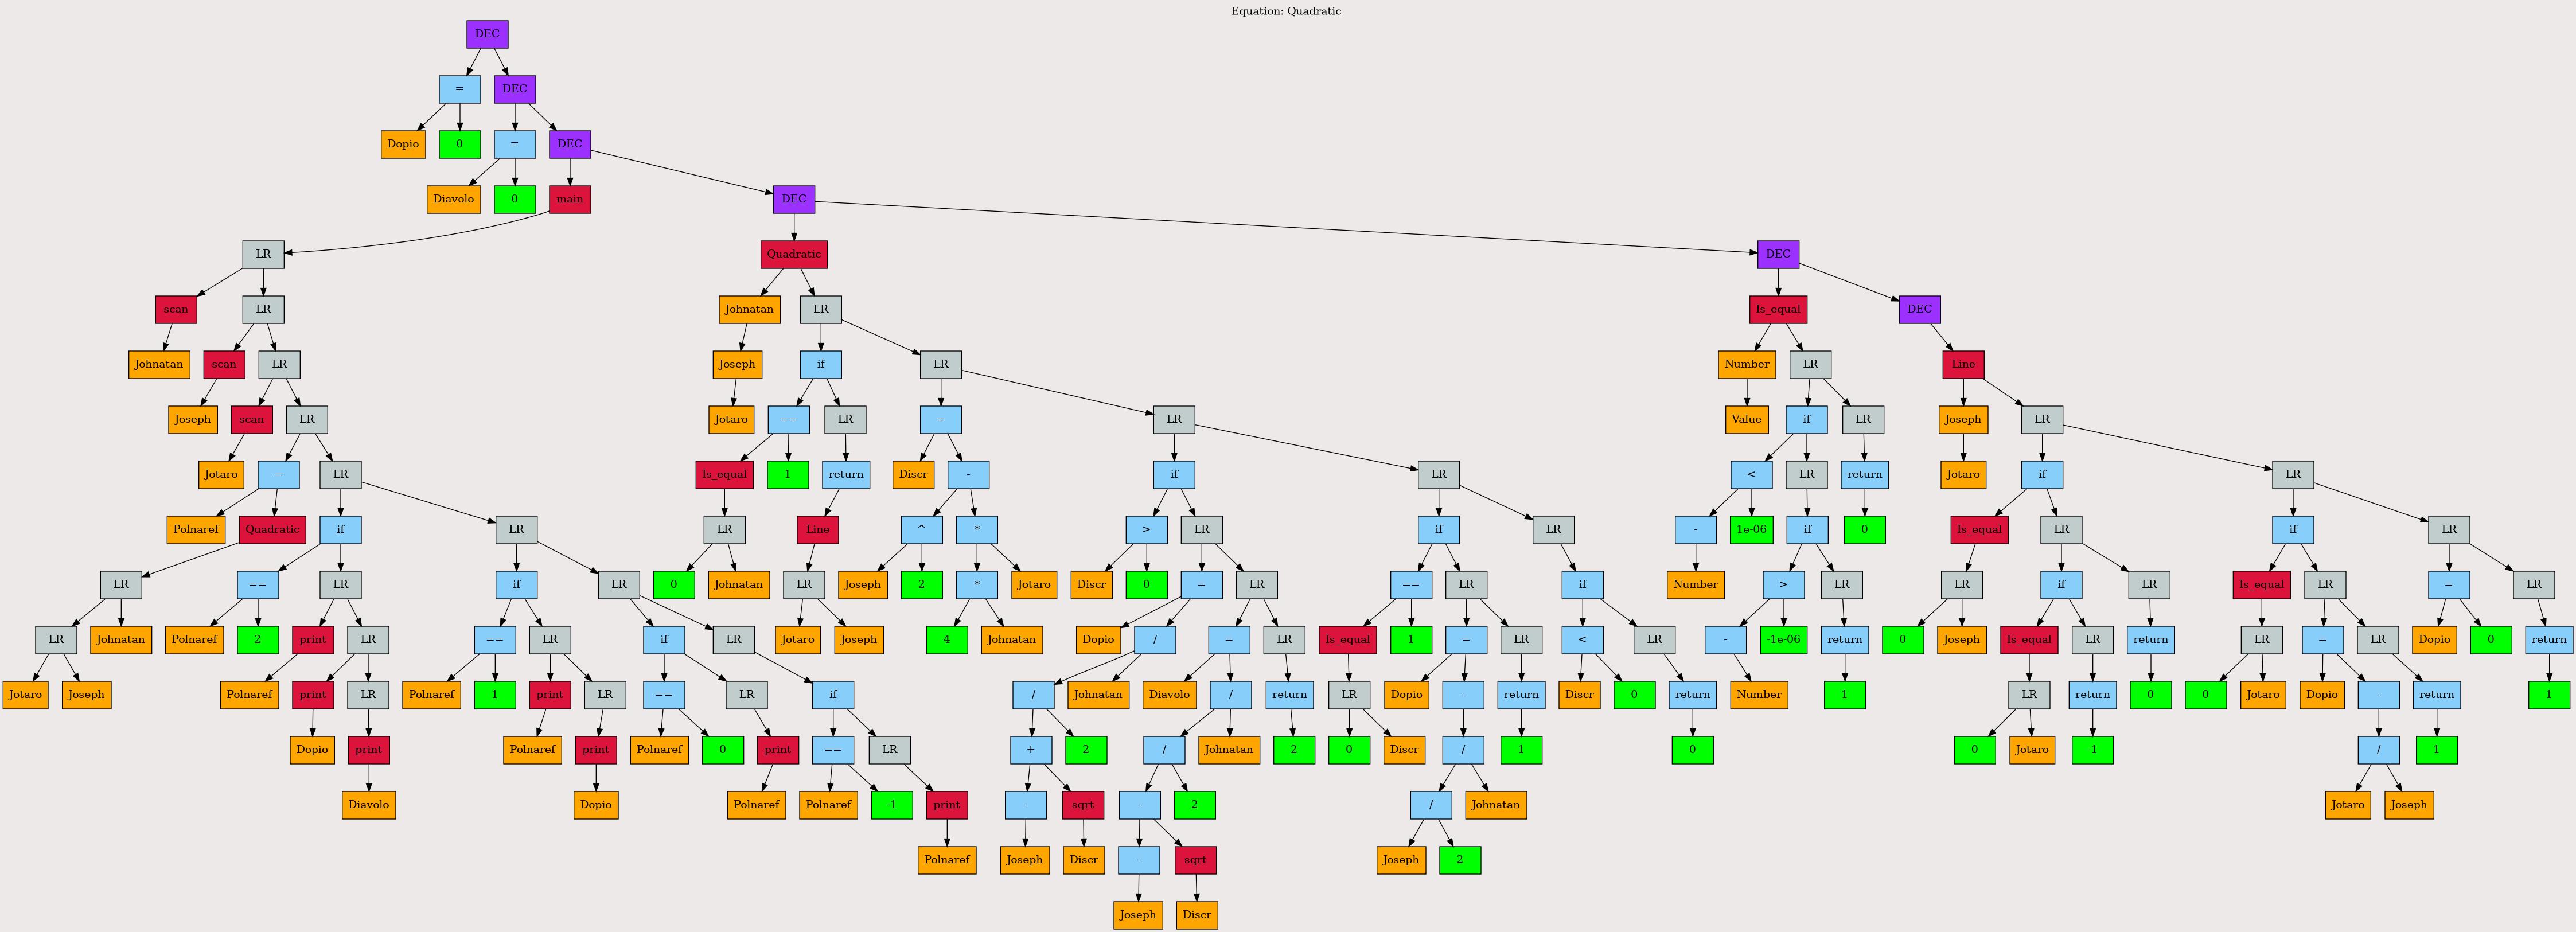 Equation: Quadratic
DEC
= DEC
Dopio 0 = DEC
Diavolo 0 main DEC
LR Quadratic DEC
scan LR Johnatan LR Is_equal DEC
Johnatan scan LR Joseph if LR Number LR Line
Joseph scan LR Jotaro == LR = LR Value if LR Joseph LR
Jotaro = LR Is_equal 1 return Discr - if LR < LR return Jotaro if LR
Polnaref Quadratic if LR LR Line ^ * > LR if LR - 1e-06 if 0 Is_equal LR if LR
LR == LR if LR 0 Johnatan LR Joseph 2 * Jotaro Discr 0 = LR == LR if Number > LR LR if LR Is_equal LR = LR
LR Johnatan Polnaref 2 print LR == LR if LR Jotaro Joseph 4 Johnatan Dopio / = LR Is_equal 1 = LR < LR - -1e-06 return 0 Joseph Is_equal LR return LR = LR Dopio 0 return
Jotaro Joseph Polnaref print LR Polnaref 1 print LR == LR if / Johnatan Diavolo / return LR Dopio - return Discr 0 return Number 1 LR return 0 0 Jotaro Dopio - return 1
Dopio print Polnaref print Polnaref 0 print == LR + 2 / Johnatan 2 0 Discr / 1 0 0 Jotaro -1 / 1
Diavolo Dopio Polnaref Polnaref -1 print - sqrt - 2 / Johnatan Jotaro Joseph
Polnaref Joseph Discr - sqrt Joseph 2
Joseph Discr